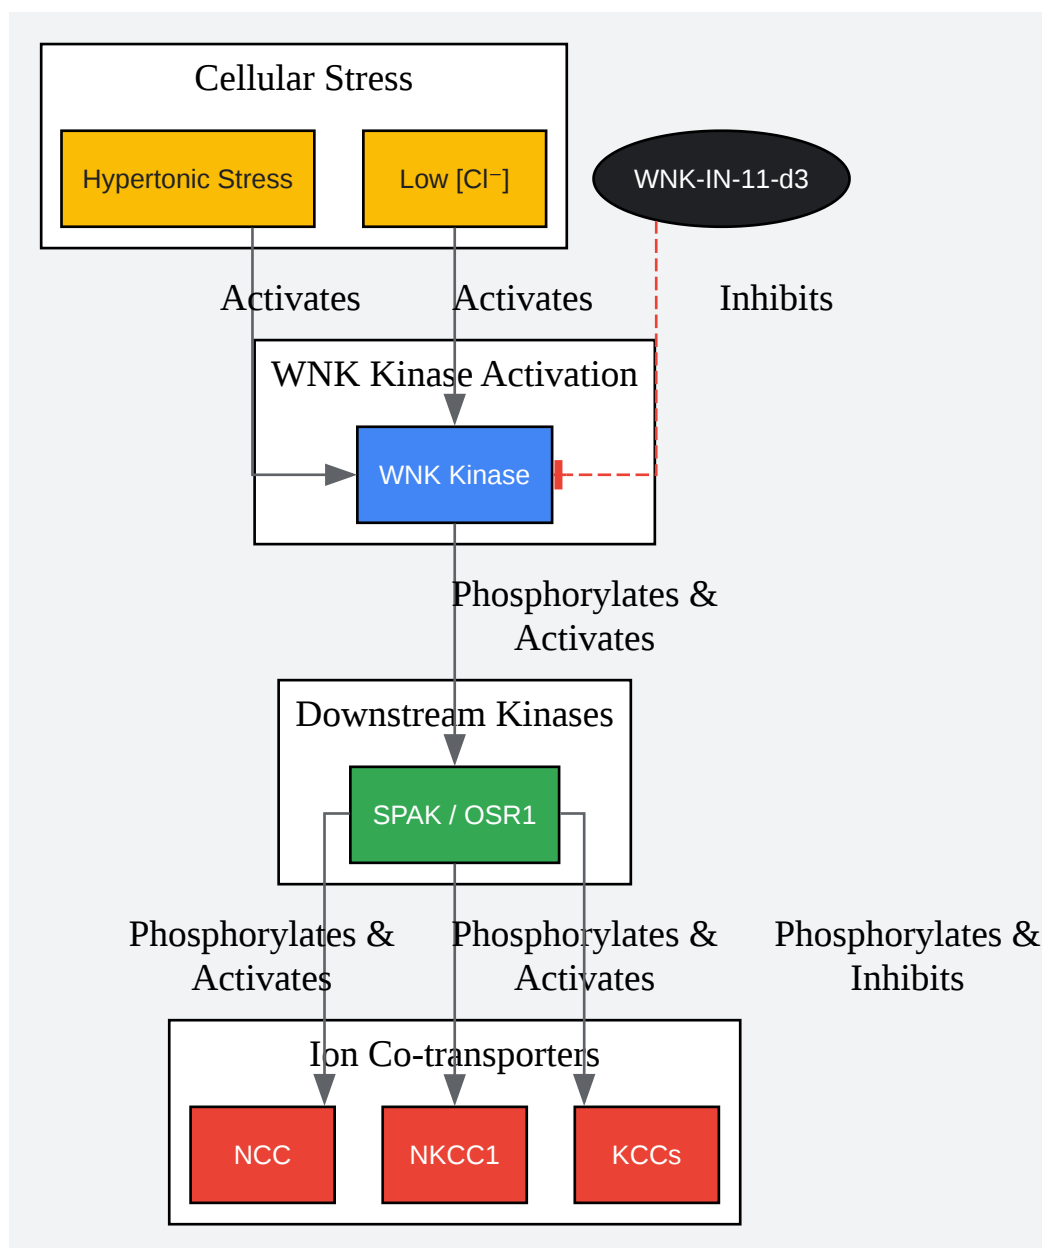 Cellular Stress
Hypertonic Stress
Low [Cl⁻]
WNK-IN-11-d3
Activates
Activates
Inhibits
WNK Kinase Activation
WNK Kinase
Phosphorylates &
Activates
Downstream Kinases
SPAK / OSR1
Phosphorylates &
Activates
Phosphorylates &
Activates
Phosphorylates &
Inhibits
Ion Co-transporters
NCC
NKCC1
KCCs